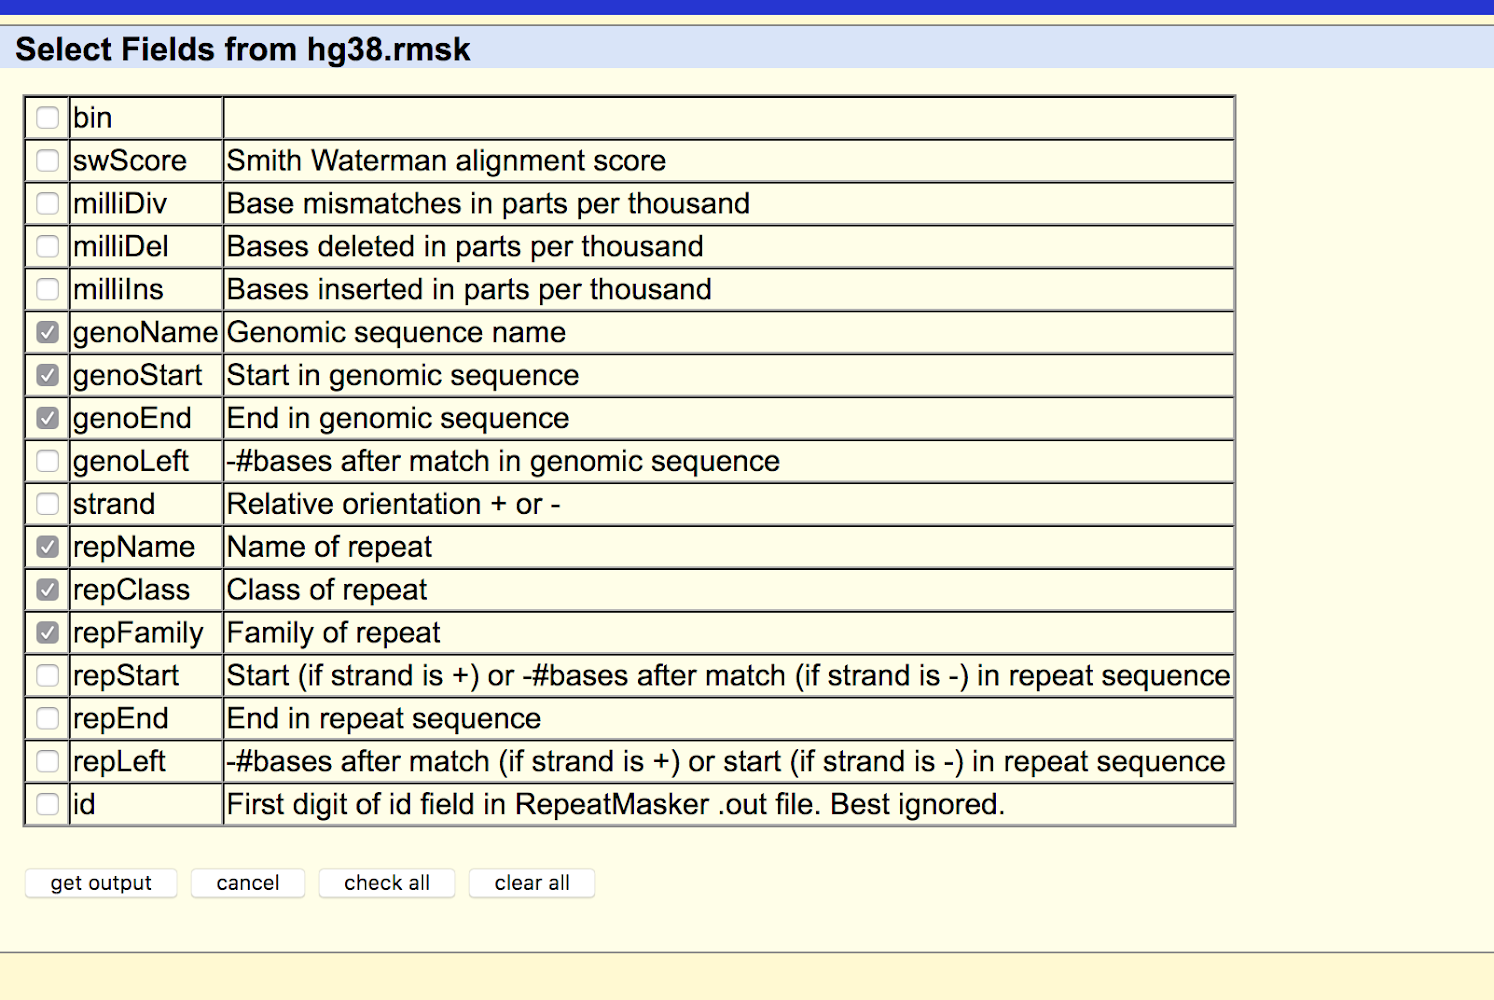 Select Fields from hg38.rmsk
bin
swScore Smith Waterman alignment score
milliDiv Base mismatches in parts per thousand
milliDel Bases deleted in parts per thousand
milliIns Bases inserted in parts per thousand
genoName Genomic sequence name
genoStart Start in genomic sequence
genoEnd End in genomic sequence
genoLeft -#bases after match in genomic sequence
strand Relative orientation + or -
repName Name of repeat
repClass Class of repeat
repFamily Family of repeat
repStart Start (if strand is +) or -#bases after match (if strand is -) in repeat sequence
repEnd End in repeat sequence
repLeft -#bases after match (if strand is +) or start (if strand is -) in repeat sequence
id First digit of id field in RepeatMasker .out file. Best ignored.
get output cancel check all clear all